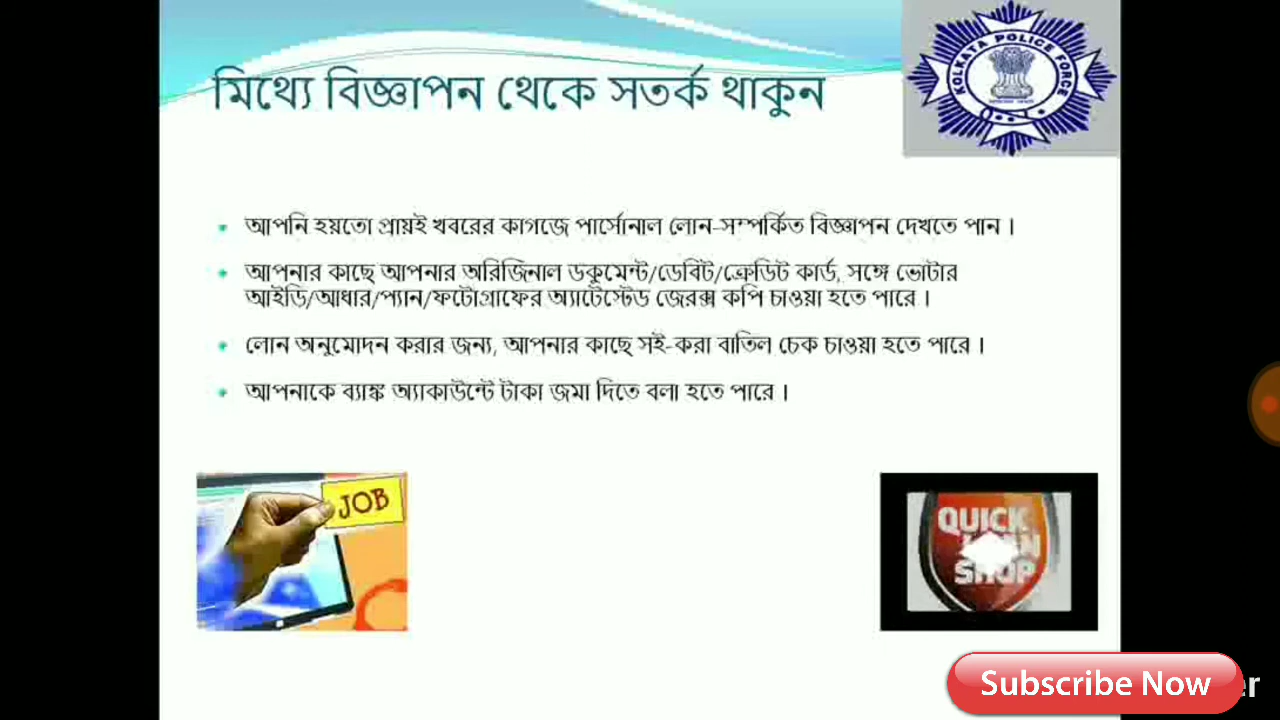 মিথ্যে বিজ্ঞাপন থেকে সতর্ক থাকুন
KOLKATA POLICE FORCE
আপনি হয়তো প্রায়ই খবরের কাগজে পার্সোনাল লোন-সম্পর্কিত বিজ্ঞাপন দেখতে পান ।
আপনার কাছে আপনার অরিজিনাল ডকুমেন্ট/ডেবিট/ক্রেডিট কার্ড, সঙ্গে ভোটার
আইডি/আধার/প্যান/ফটোগ্রাফের অ্যাটেস্টেড জেরক্স কপি চাওয়া হতে পারে ।
লোন অনুমোদন করার জন্য, আপনার কাছে সই-করা বাতিল চেক চাওয়া হতে পারে ।
আপনাকে ব্যাঙ্ক অ্যাকাউন্টে টাকা জমা দিতে বলা হতে পারে ।
JOB
QUICK
SHOP
Subscribe Now